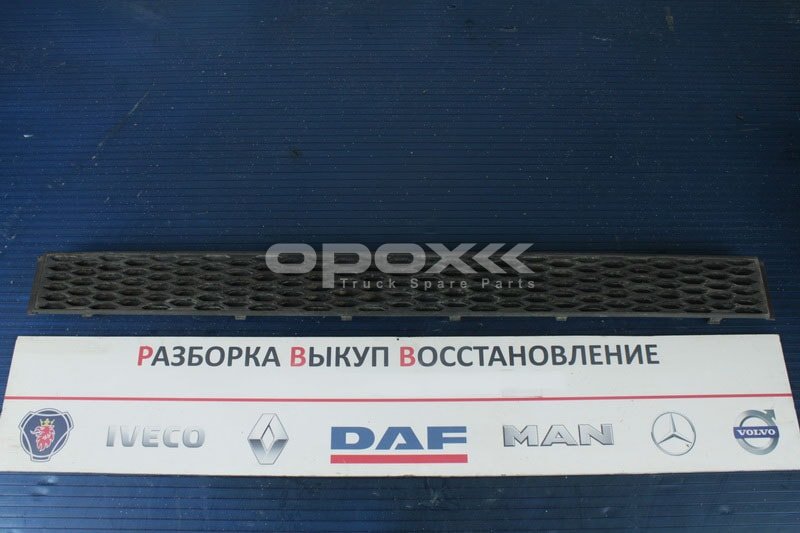 opox
Truck Spare Parts
РАЗБОРКА ВЫКУП ВОССТАНОВЛЕНИЕ
IVECO DAF MAN VOLVO